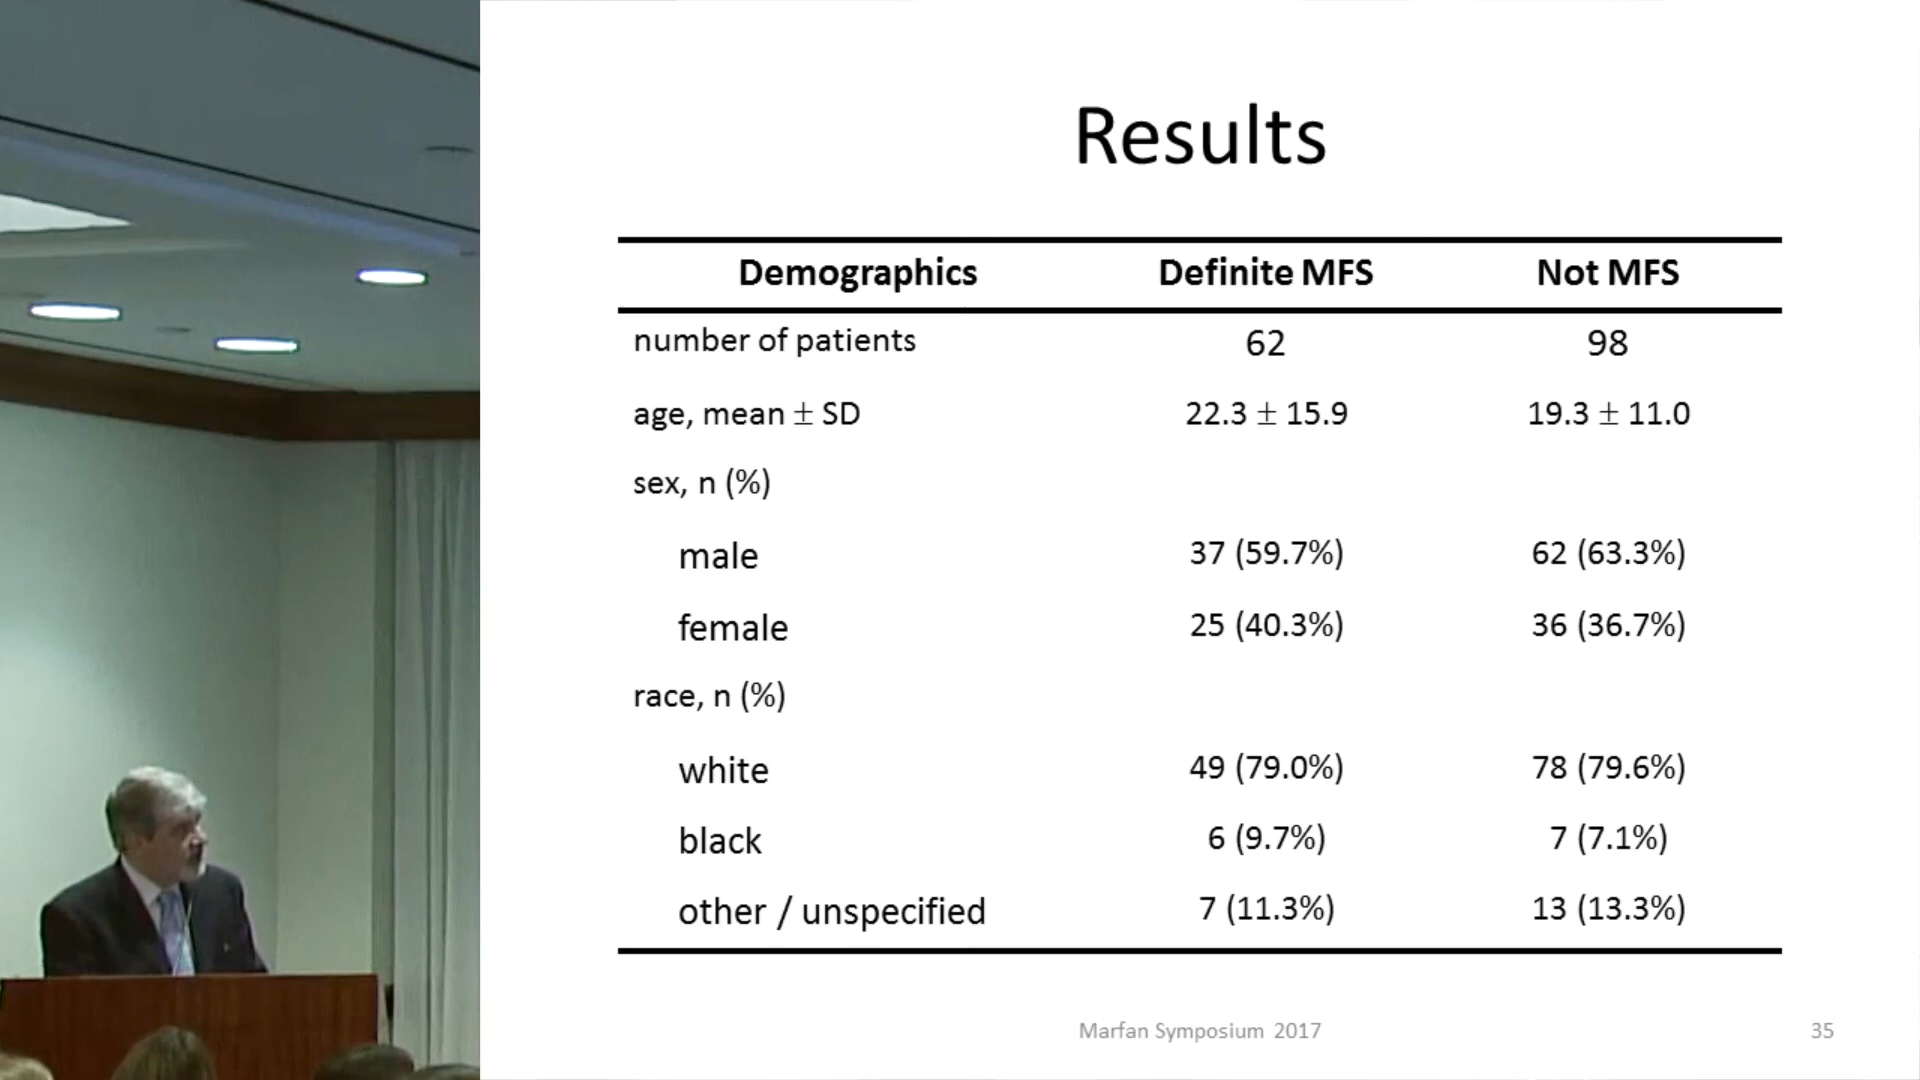 Results
Demographics Definite MFS Not MFS
number of patients 62 98
age, mean ± SD 22.3 ± 15.9 19.3 ± 11.0
sex, n (%)
male 37 (59.7%) 62 (63.3%)
female 25 (40.3%) 36 (36.7%)
race, n (%)
white 49 (79.0%) 78 (79.6%)
black 6 (9.7%) 7 (7.1%)
other / unspecified 7 (11.3%) 13 (13.3%)
Marfan Symposium 2017 35